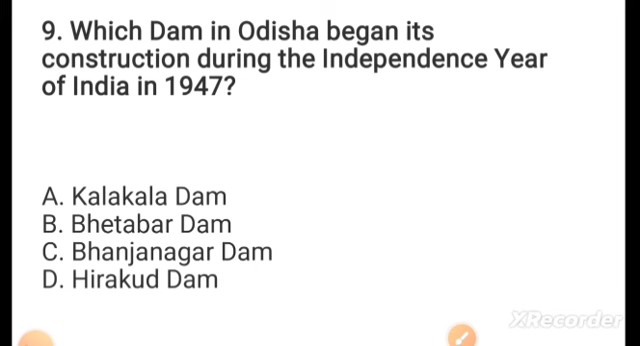 9. Which Dam in Odisha began its
construction during the Independence Year
of India in 1947?
A. Kalakala Dam
B. Bhetabar Dam
C. Bhanjanagar Dam
D. Hirakud Dam
XRecorder